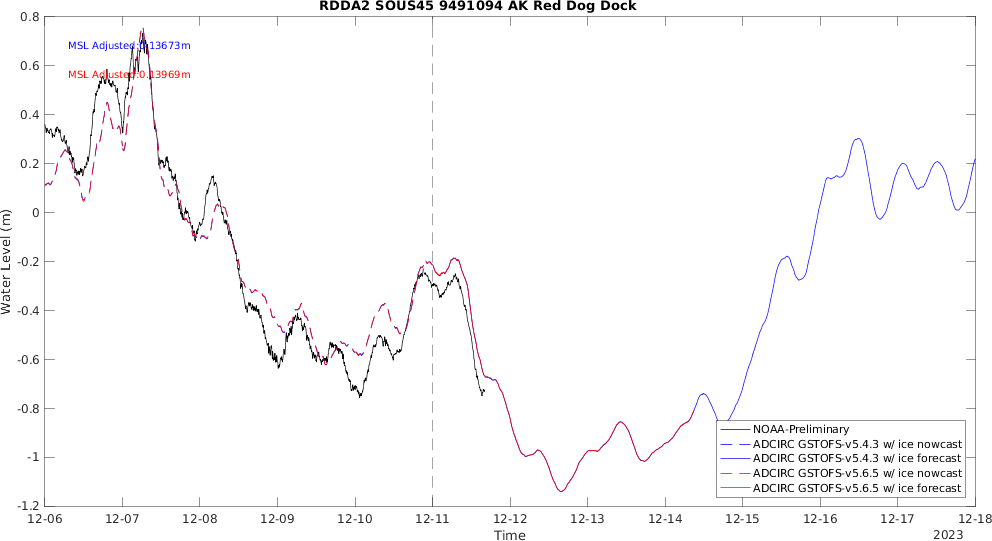 RDDA2 SOUS45 9491094 AK Red Dog Dock
0.8
0.6
0.4
0.2
0
-0.2
-0.4
-0.6
-0.8
-1
-1.2
Water Level (m)
MSL Adjusted:0.13673m
MSL Adjusted:0.13969m
NOAA-Preliminary
ADCIRC GSTOFS-v5.4.3 w/ ice nowcast
ADCIRC GSTOFS-v5.4.3 w/ ice forecast
ADCIRC GSTOFS-v5.6.5 w/ ice nowcast
ADCIRC GSTOFS-v5.6.5 w/ ice forecast
12-06 12-07 12-08 12-09 12-10 12-11 12-12 12-13 12-14 12-15 12-16 12-17 12-18
Time
2023